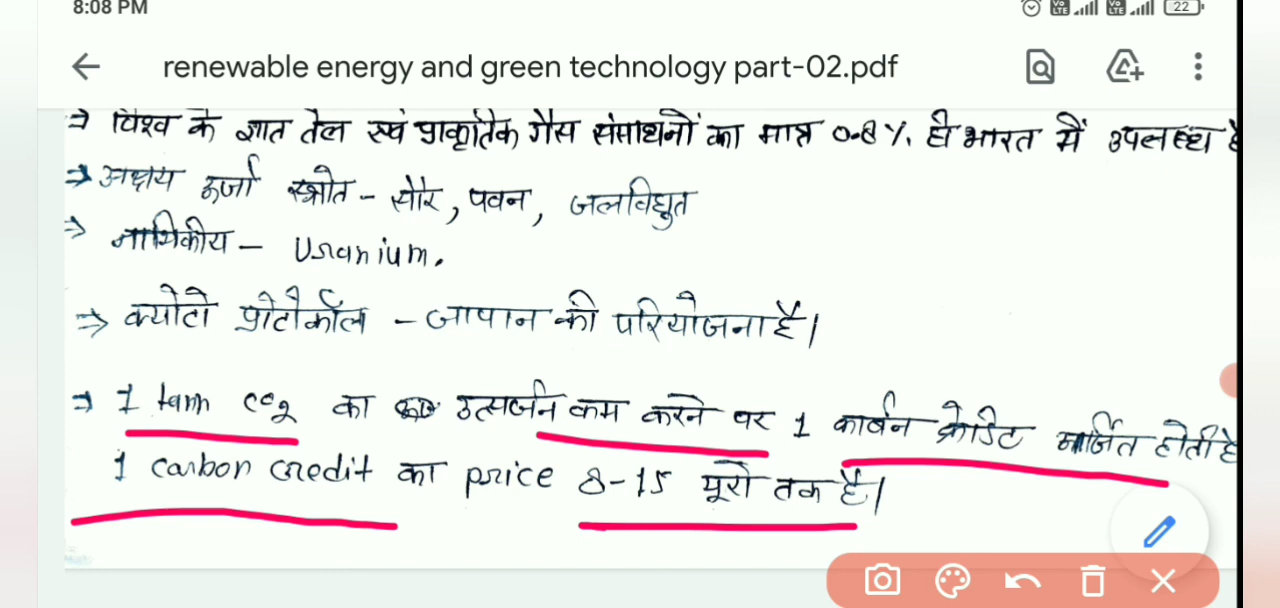 8:08 PM
22
renewable energy and green technology part-02.pdf
⇒ विश्व के ज्ञात तेल एवं प्राकृतिक गैस संसाधनों का मात्र 0.8% ही भारत में उपलब्ध है
⇒ अक्षय ऊर्जा स्त्रोत - सौर, पवन, जलविद्युत
⇒ नाभिकीय - Uranium.
⇒ क्योटो प्रोटोकॉल - जापान की परियोजना है।
⇒ 1 tann CO2 का उत्सर्जन कम करने पर 1 कार्बन क्रेडिट अर्जित होती है
1 carbon credit का price 8-15 यूरो तक है।